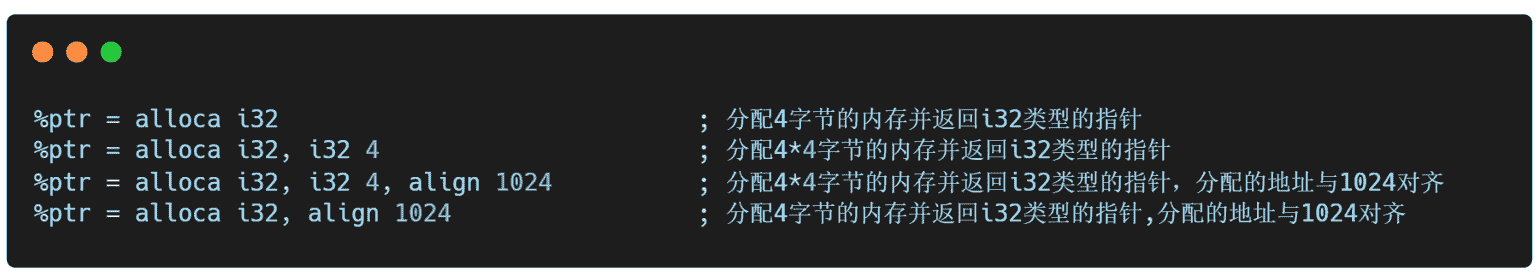 %ptr = alloca i32 ; 分配4字节的内存并返回i32类型的指针
%ptr = alloca i32, i32 4 ; 分配4*4字节的内存并返回i32类型的指针
%ptr = alloca i32, i32 4, align 1024 ; 分配4*4字节的内存并返回i32类型的指针，分配的地址与1024对齐
%ptr = alloca i32, align 1024 ; 分配4字节的内存并返回i32类型的指针,分配的地址与1024对齐